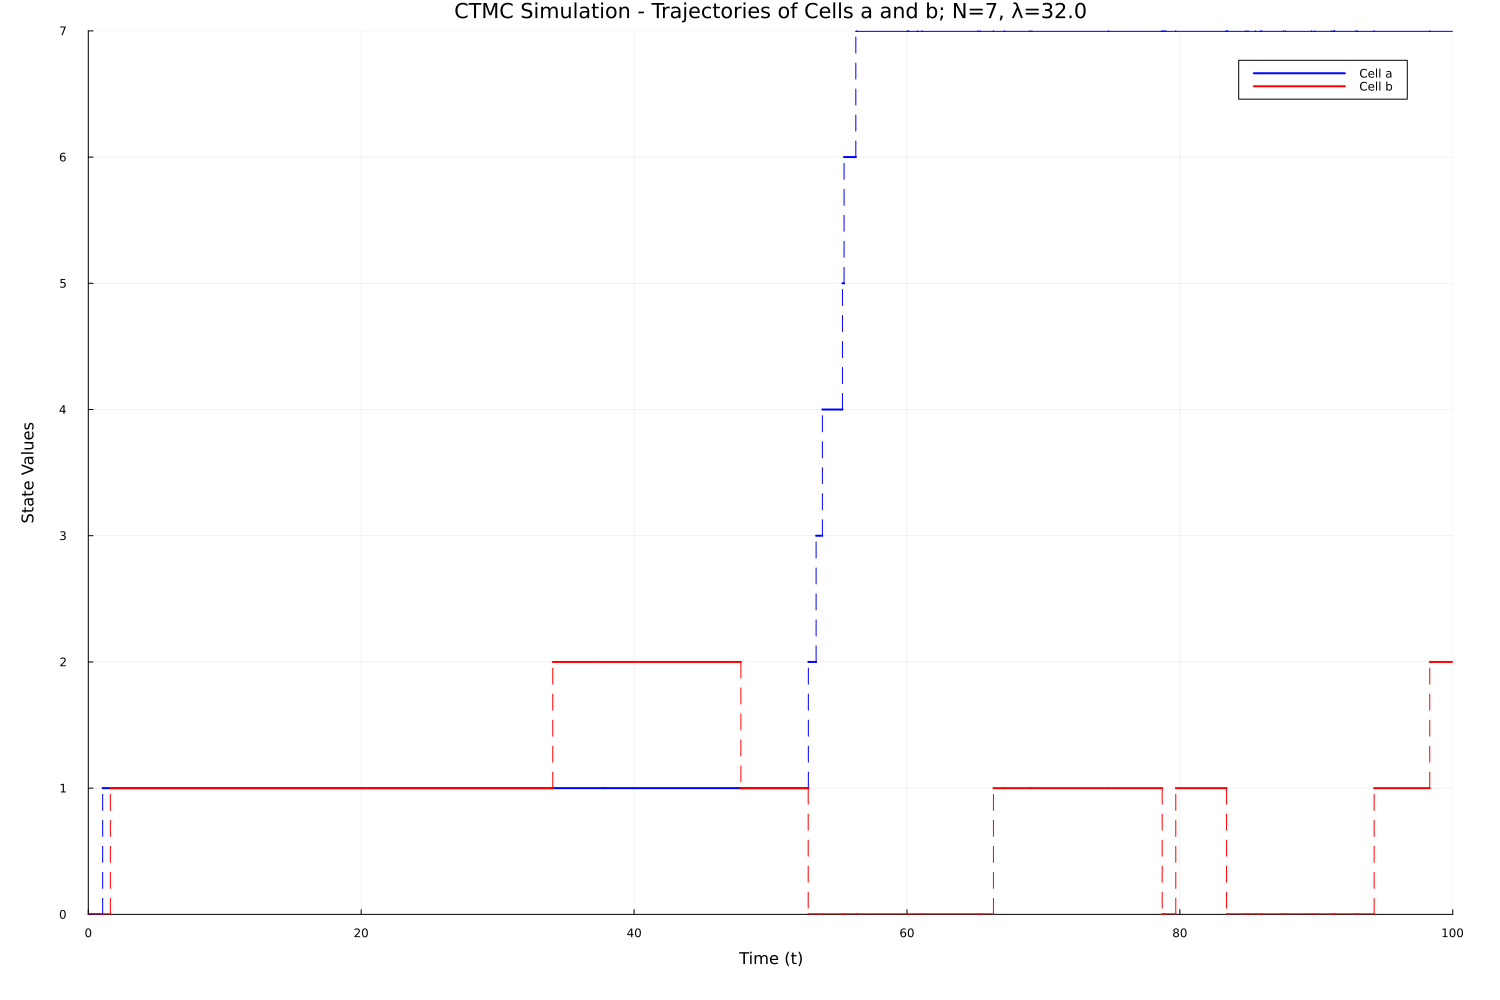 CTMC Simulation - Trajectories of Cells a and b; N=7, λ=32.0
7
Cell a
Cell b
6
5
4
State Values
3
2
1
0
0 20 40 60 80 100
Time (t)